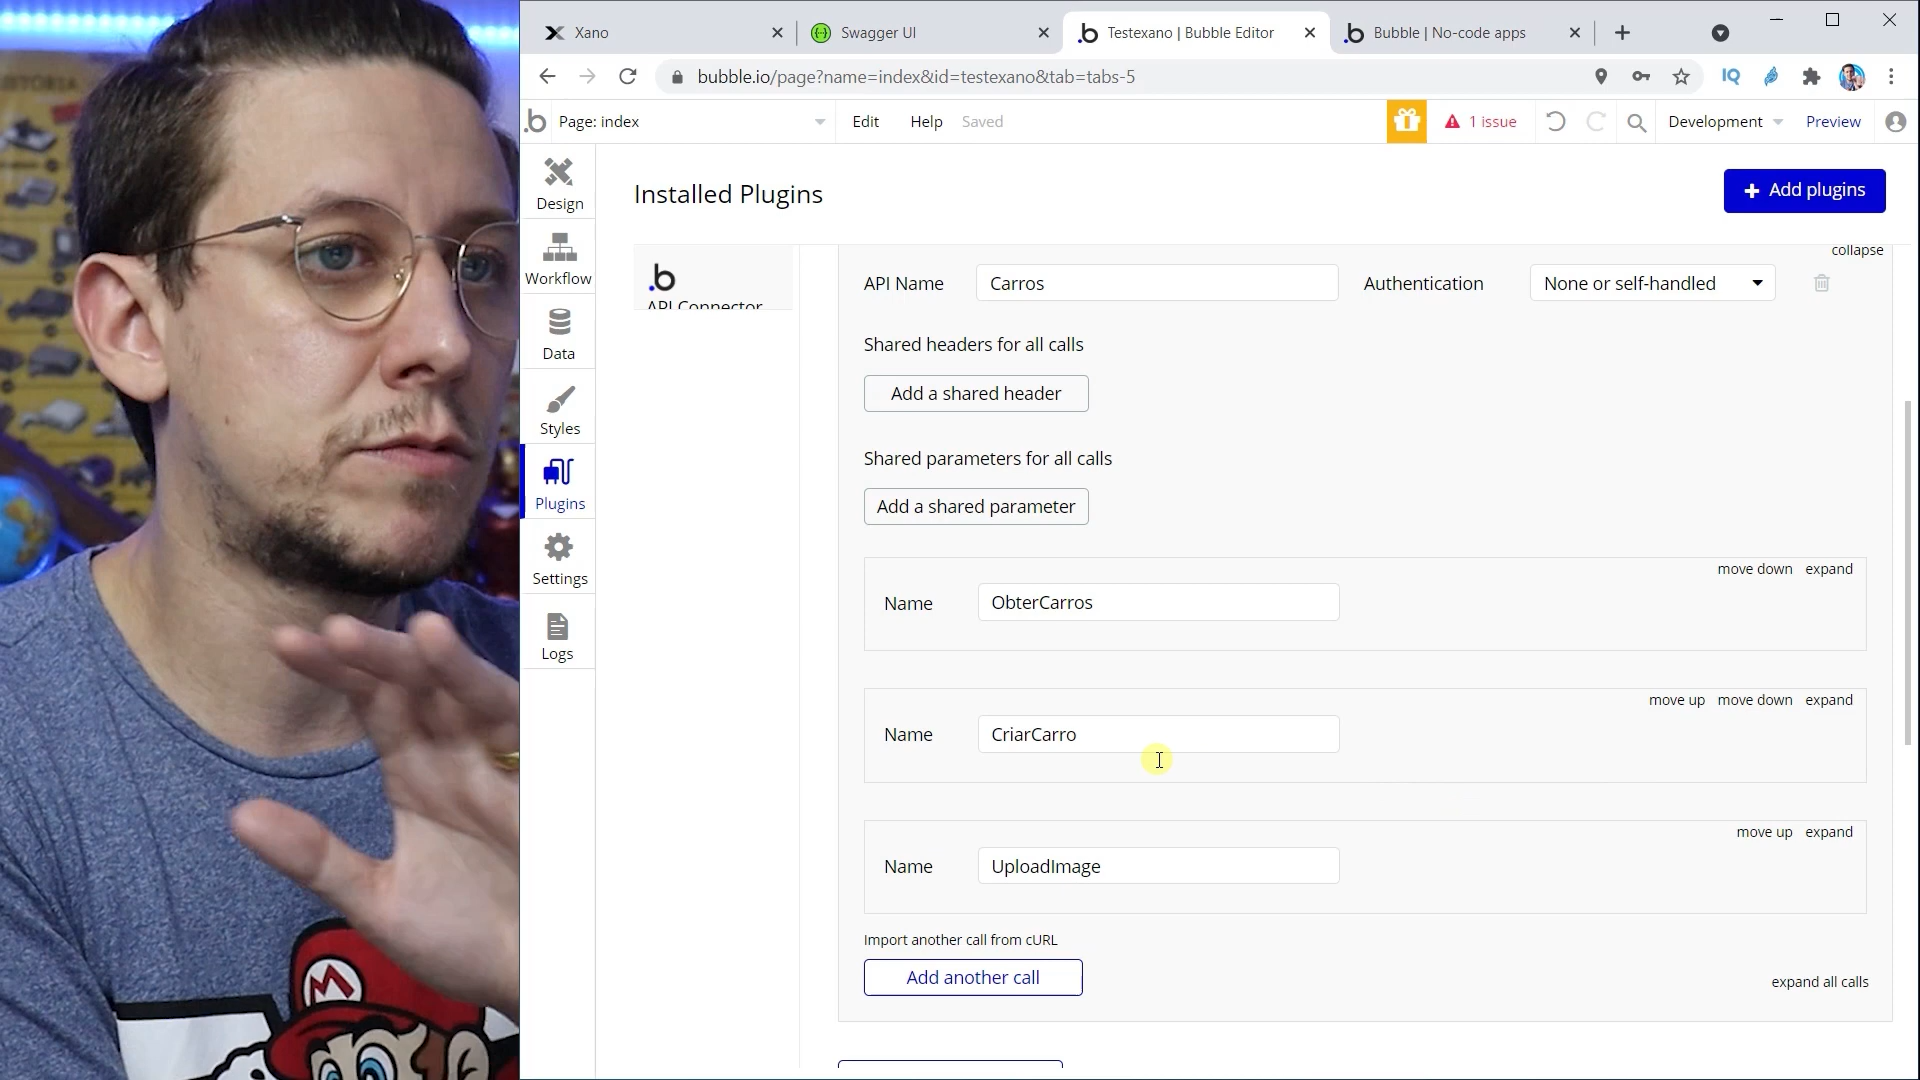 Xano
Swagger UI
Testexano | Bubble Editor
Bubble | No-code apps
bubble.io/page?name=index&id=testexano&tab=tabs-5
IQ
Page: index
Edit
Help
Saved
1 issue
Development
Preview
Design
Workflow
Data
Styles
Plugins
Settings
Logs
Installed Plugins
Add plugins
API Connector
collapse
API Name
Carros
Authentication
None or self-handled
Shared headers for all calls
Add a shared header
Shared parameters for all calls
Add a shared parameter
move down expand
Name
ObterCarros
move up move down expand
Name
CriarCarro
move up expand
Name
UploadImage
Import another call from cURL
Add another call
expand all calls
M